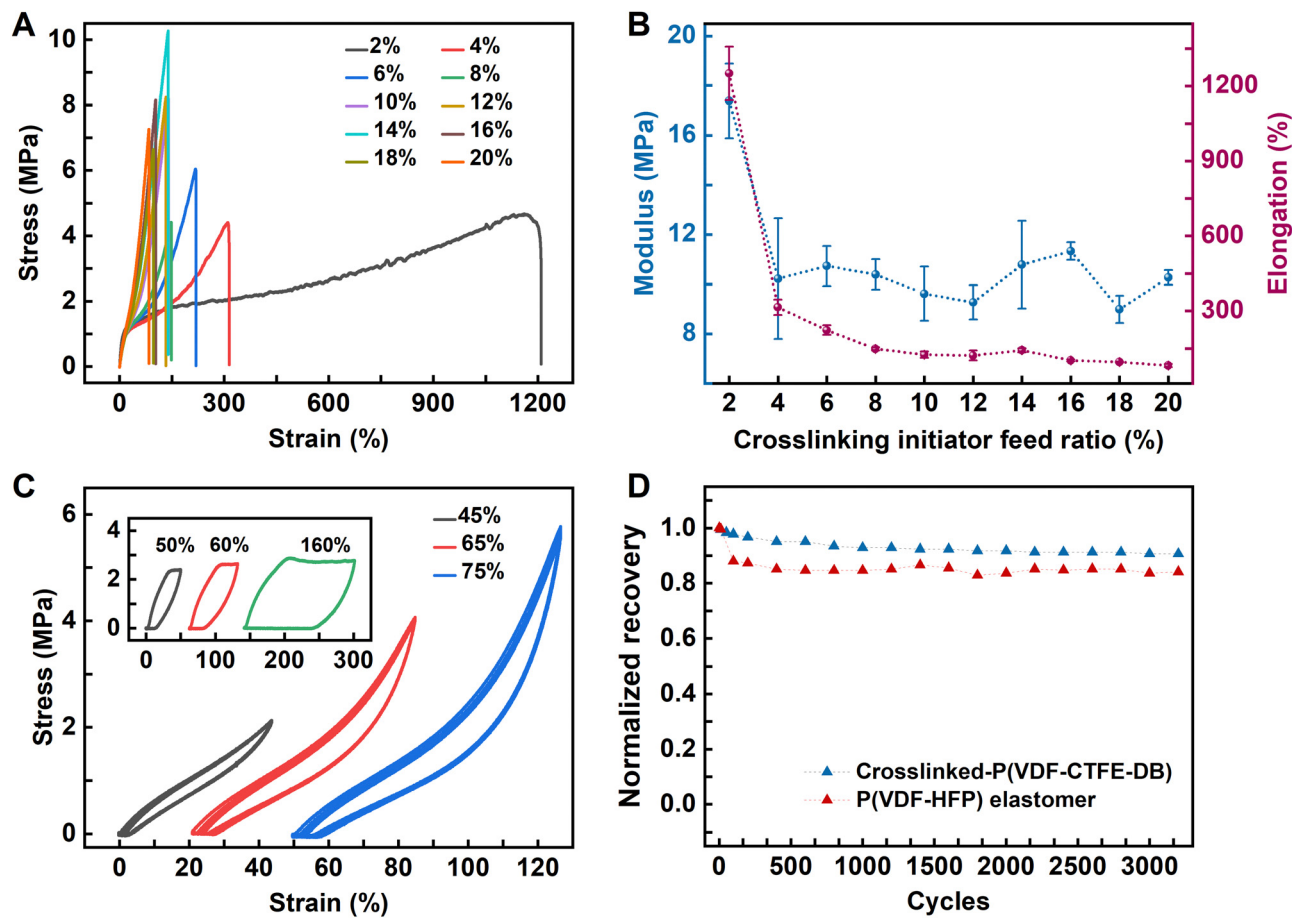 A
10
8
6
4
2
0
Stress (MPa)
0 300 600 900 1200
Strain (%)
2% 4%
6% 8%
10% 12%
14% 16%
18% 20%
B
20
16
12
8
Modulus (MPa)
1200
900
600
300
Elongation (%)
2 4 6 8 10 12 14 16 18 20
Crosslinking initiator feed ratio (%)
C
6
4
2
0
Stress (MPa)
0 20 40 60 80 100 120
Strain (%)
45%
65%
75%
4
2
0
50% 60% 160%
0 100 200 300
D
1.0
0.8
0.6
0.4
0.2
0.0
Normalized recovery
Crosslinked-P(VDF-CTFE-DB)
P(VDF-HFP) elastomer
0 500 1000 1500 2000 2500 3000
Cycles